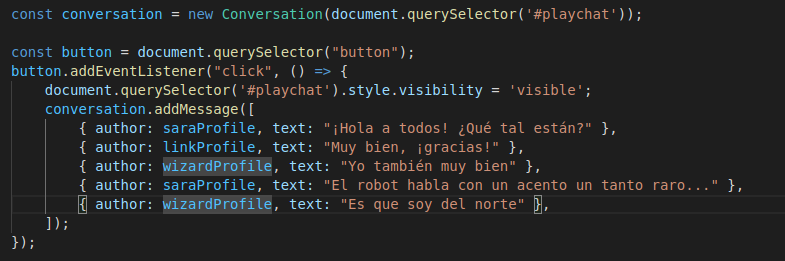 const conversation = new Conversation(document.querySelector('#playchat'));
const button = document.querySelector("button");
button.addEventListener("click", () => {
document.querySelector('#playchat').style.visibility = 'visible';
conversation.addMessage([
{ author: saraProfile, text: "¡Hola a todos! ¿Qué tal están?" },
{ author: linkProfile, text: "Muy bien, ¡gracias!" },
{ author: wizardProfile, text: "Yo también muy bien" },
{ author: saraProfile, text: "El robot habla con un acento un tanto raro..." },
{ author: wizardProfile, text: "Es que soy del norte" },
]);
});